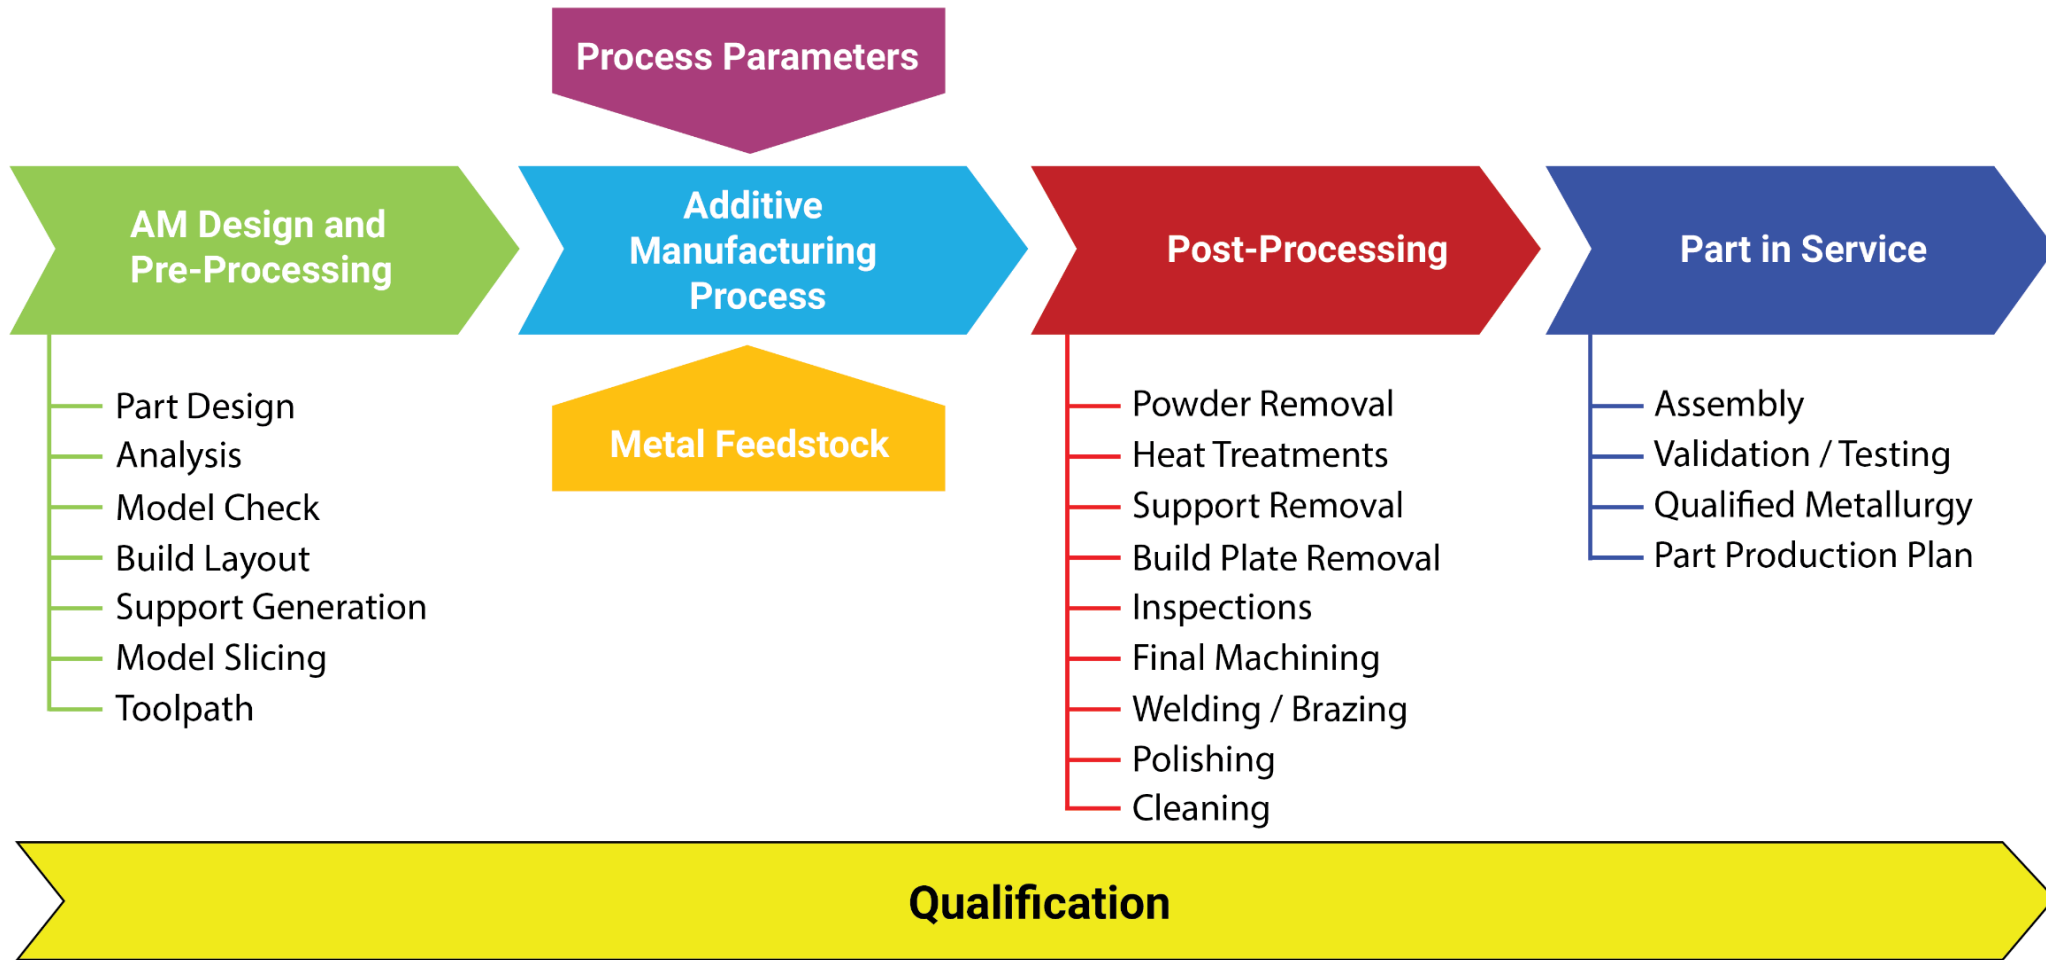 Process Parameters
AM Design and
Pre-Processing
Additive
Manufacturing
Process
Post-Processing
Part in Service
Metal Feedstock
Part Design
Analysis
Model Check
Build Layout
Support Generation
Model Slicing
Toolpath
Powder Removal
Heat Treatments
Support Removal
Build Plate Removal
Inspections
Final Machining
Welding / Brazing
Polishing
Cleaning
Assembly
Validation / Testing
Qualified Metallurgy
Part Production Plan
Qualification